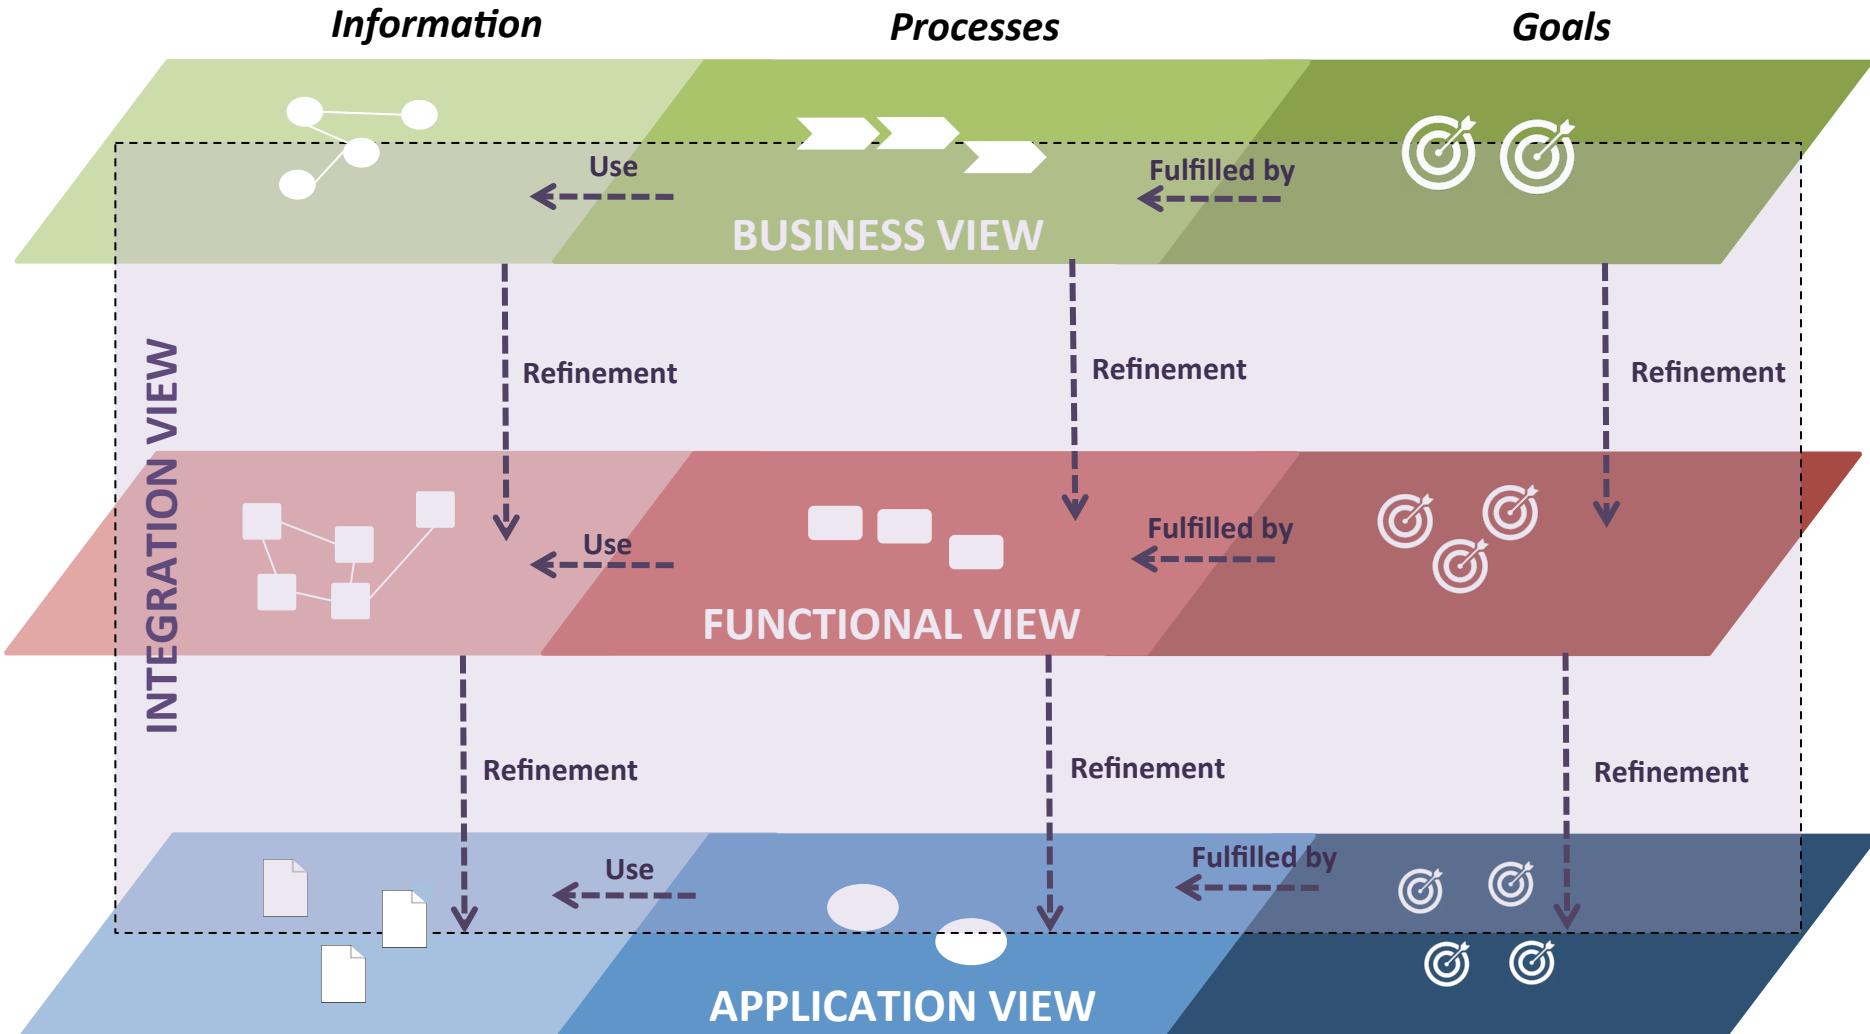 Information
Processes
Goals
Use
Fulfilled by
BUSINESS VIEW
INTEGRATION VIEW
Refinement
Refinement
Refinement
Use
Fulfilled by
FUNCTIONAL VIEW
Refinement
Refinement
Refinement
Use
Fulfilled by
APPLICATION VIEW